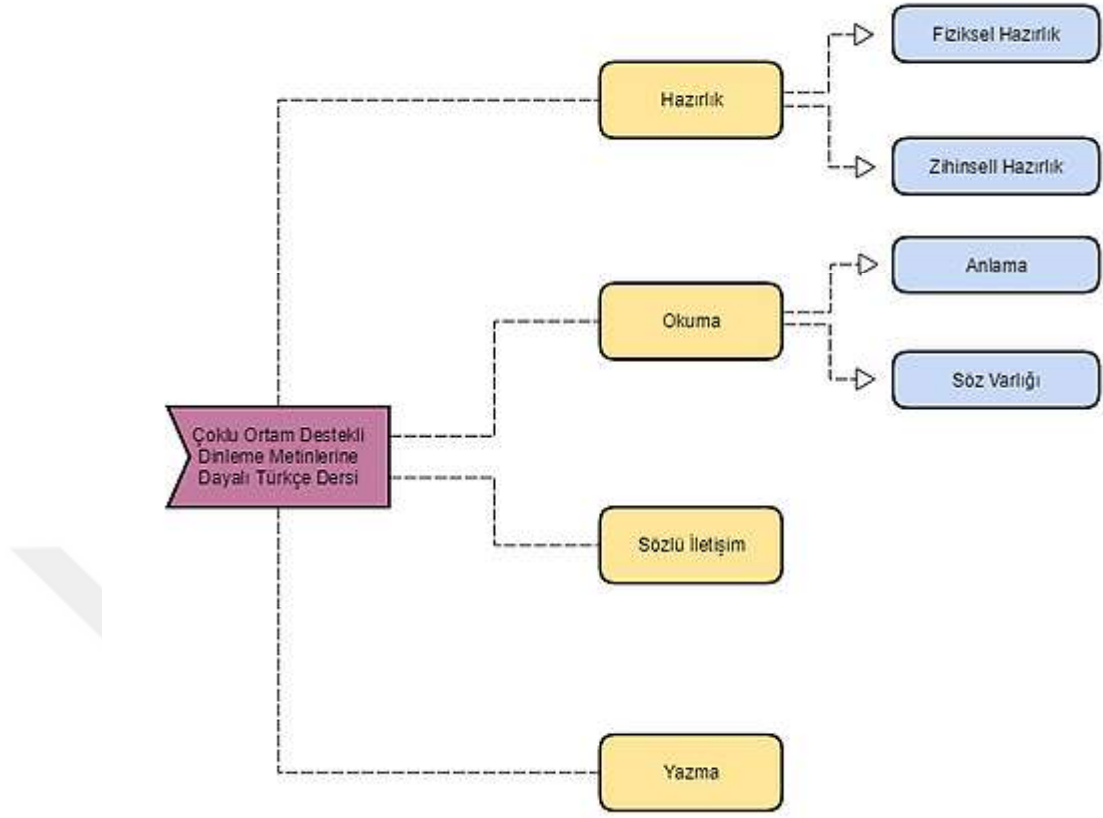 Fiziksel Hazırlık
Hazırlık
Zihinsell Hazırlık
Anlama
Okuma
Söz Varlığı
Çoklu Ortam Destekli
Dinleme Metinlerine
Dayalı Türkçe Dersi
Sözlü İletişim
Yazma